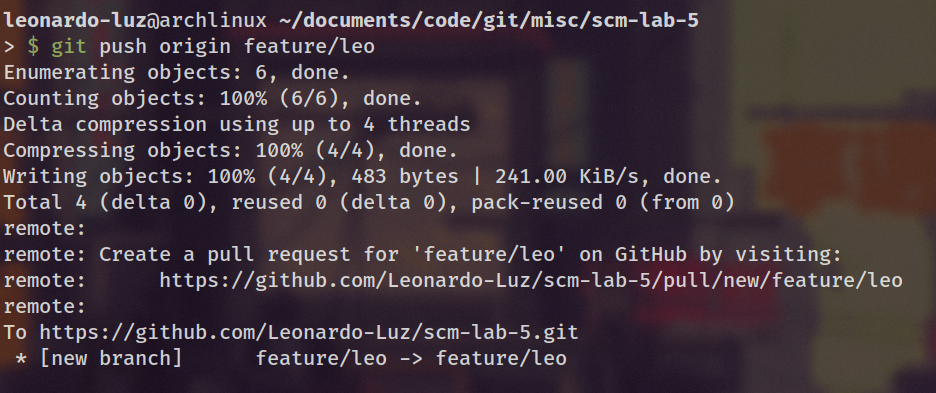 leonardo-luz@archlinux ~/documents/code/git/misc/scm-lab-5
> $ git push origin feature/leo
Enumerating objects: 6, done.
Counting objects: 100% (6/6), done.
Delta compression using up to 4 threads
Compressing objects: 100% (4/4), done.
Writing objects: 100% (4/4), 483 bytes | 241.00 KiB/s, done.
Total 4 (delta 0), reused 0 (delta 0), pack-reused 0 (from 0)
remote:
remote: Create a pull request for 'feature/leo' on GitHub by visiting:
remote:      https://github.com/Leonardo-Luz/scm-lab-5/pull/new/feature/leo
remote:
To https://github.com/Leonardo-Luz/scm-lab-5.git
 * [new branch]      feature/leo -> feature/leo